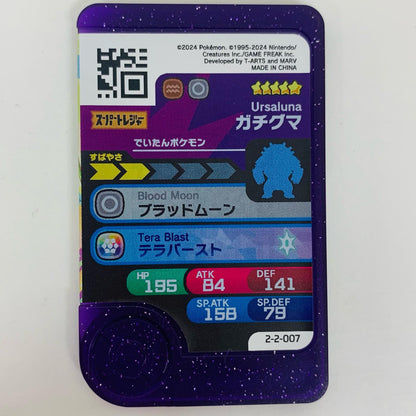 ©2024 Pokémon. ©1995-2024 Nintendo/
Creatures Inc./GAME FREAK inc.
Developed by T-ARTS and MARV
MADE IN CHINA
スーパートレジャー
Ursaluna
ガチグマ
でいたんポケモン
すばやさ
Blood Moon
ブラッドムーン
Tera Blast
テラバースト
HP
195
ATK
84
DEF
141
SP.ATK
158
SP.DEF
79
2-2-007